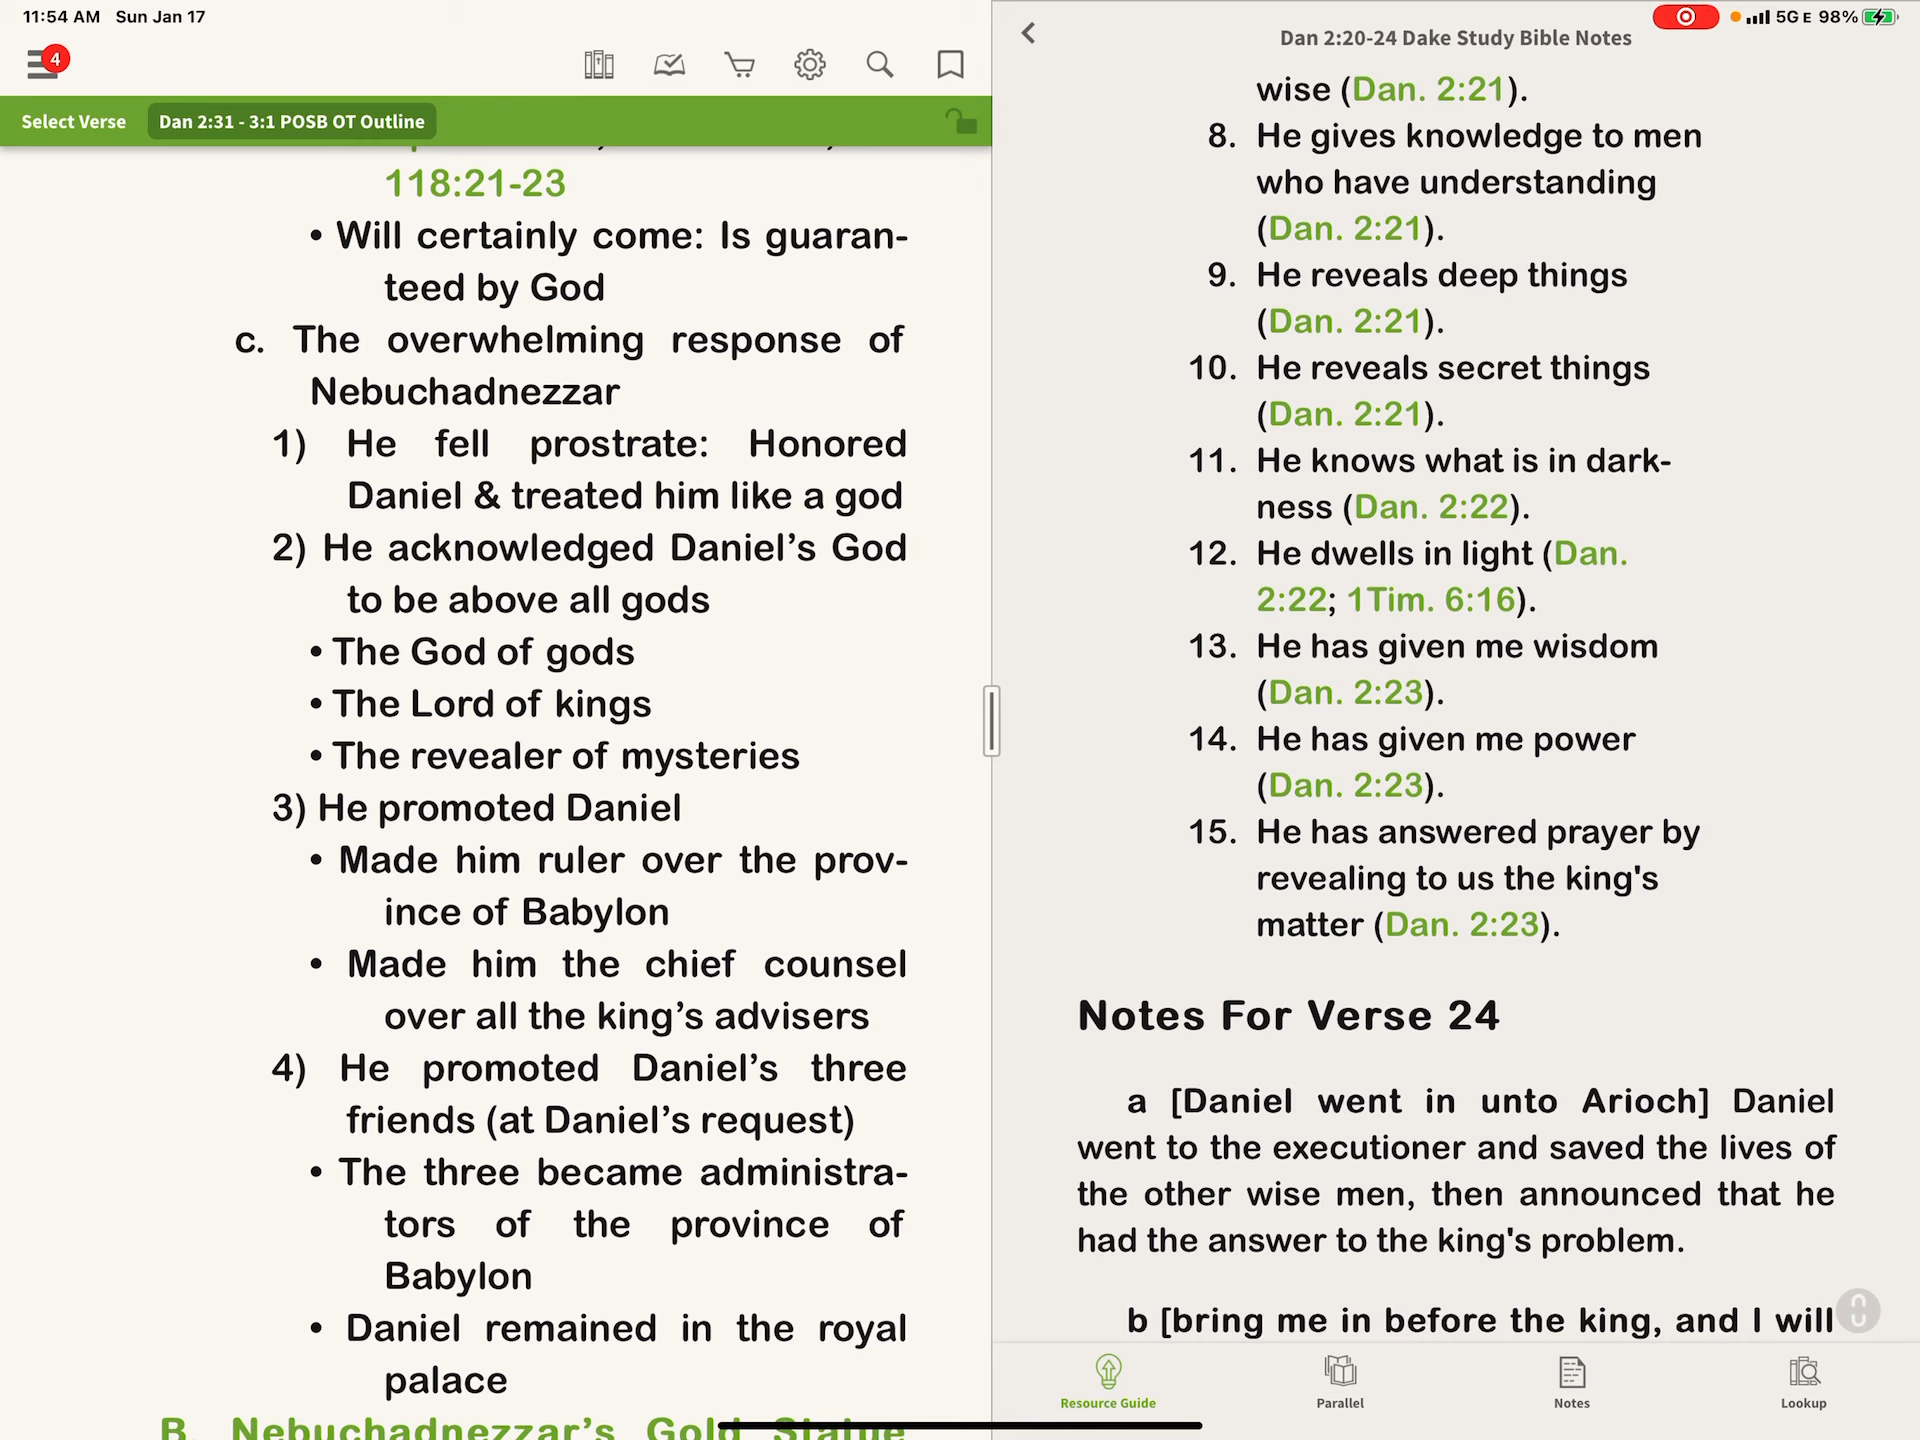 11:54 AM Sun Jan 17
4
Select Verse
Dan 2:31 - 3:1 POSB OT Outline
118:21-23
• Will certainly come: Is guaran-
teed by God
c. The overwhelming response of
Nebuchadnezzar
1) He fell prostrate: Honored
Daniel & treated him like a god
2) He acknowledged Daniel’s God
to be above all gods
• The God of gods
• The Lord of kings
• The revealer of mysteries
3) He promoted Daniel
• Made him ruler over the prov-
ince of Babylon
• Made him the chief counsel
over all the king’s advisers
4) He promoted Daniel’s three
friends (at Daniel’s request)
• The three became administra-
tors of the province of
Babylon
• Daniel remained in the royal
palace
B. Nebuchadnezzar’s Gold Statue
5G E 98%
Dan 2:20-24 Dake Study Bible Notes
wise (Dan. 2:21).
8. He gives knowledge to men
who have understanding
(Dan. 2:21).
9. He reveals deep things
(Dan. 2:21).
10. He reveals secret things
(Dan. 2:21).
11. He knows what is in dark-
ness (Dan. 2:22).
12. He dwells in light (Dan.
2:22; 1Tim. 6:16).
13. He has given me wisdom
(Dan. 2:23).
14. He has given me power
(Dan. 2:23).
15. He has answered prayer by
revealing to us the king's
matter (Dan. 2:23).
Notes For Verse 24
a [Daniel went in unto Arioch] Daniel
went to the executioner and saved the lives of
the other wise men, then announced that he
had the answer to the king's problem.
b [bring me in before the king, and I will
Resource Guide
Parallel
Notes
Lookup